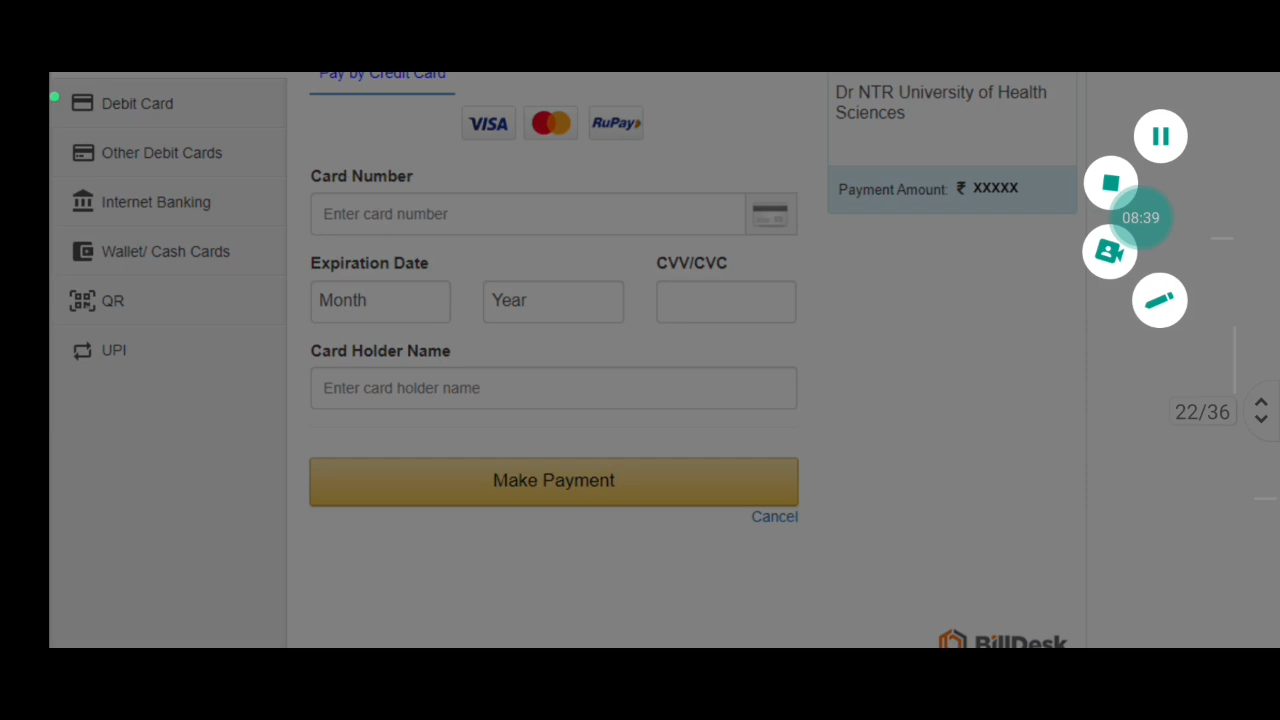 Pay by Credit Card
Debit Card
Other Debit Cards
Internet Banking
Wallet/ Cash Cards
QR
UPI
VISA
RuPay
Card Number
Enter card number
Expiration Date
CVV/CVC
Month
Year
Card Holder Name
Enter card holder name
Make Payment
Cancel
Dr NTR University of Health
Sciences
Payment Amount: ₹ XXXXX
08:39
22/36
BillDesk